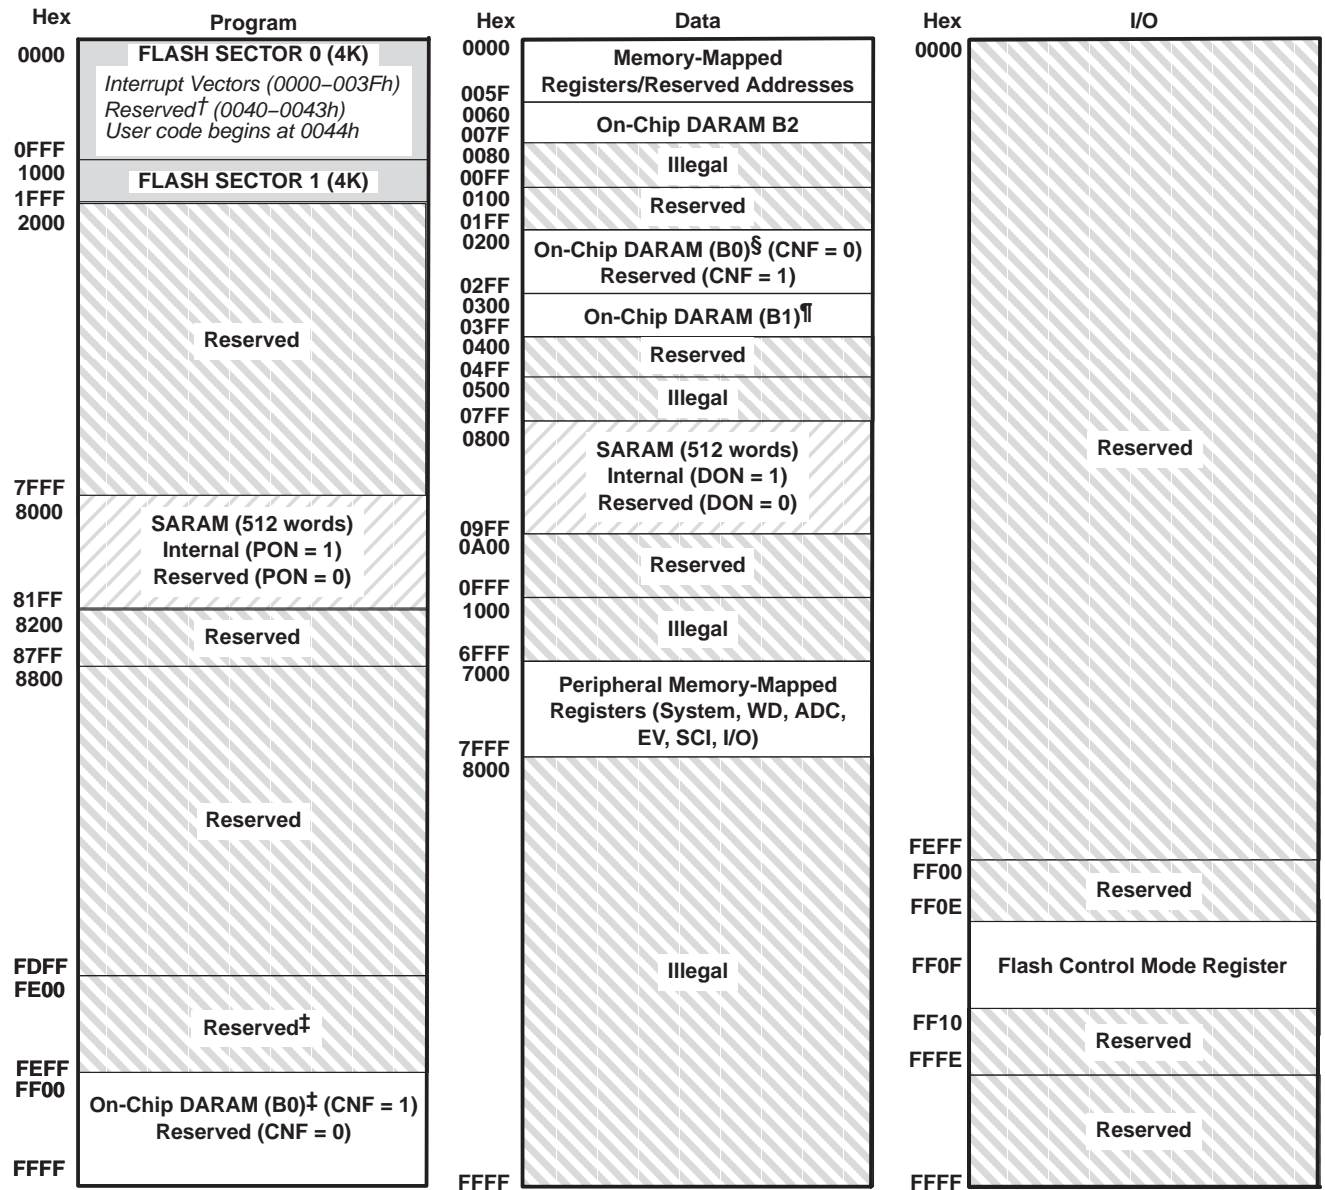 Hex Program
0000
FLASH SECTOR 0 (4K)
Interrupt Vectors (0000–003Fh)
Reserved† (0040–0043h)
User code begins at 0044h
0FFF
1000
FLASH SECTOR 1 (4K)
1FFF
2000
Reserved
7FFF
8000
SARAM (512 words)
Internal (PON = 1)
Reserved (PON = 0)
81FF
8200
Reserved
87FF
8800
Reserved
FDFF
FE00
Reserved‡
FEFF
FF00
On-Chip DARAM (B0)‡ (CNF = 1)
Reserved (CNF = 0)
FFFF
Hex Data
0000
Memory-Mapped
Registers/Reserved Addresses
005F
0060
On-Chip DARAM B2
007F
0080
Illegal
00FF
0100
Reserved
01FF
0200
On-Chip DARAM (B0)§ (CNF = 0)
Reserved (CNF = 1)
02FF
0300
On-Chip DARAM (B1)¶
03FF
0400
Reserved
04FF
0500
Illegal
07FF
0800
SARAM (512 words)
Internal (DON = 1)
Reserved (DON = 0)
09FF
0A00
Reserved
0FFF
1000
Illegal
6FFF
7000
Peripheral Memory-Mapped
Registers (System, WD, ADC,
EV, SCI, I/O)
7FFF
8000
Illegal
FFFF
Hex I/O
0000
Reserved
FEFF
FF00
Reserved
FF0E
FF0F Flash Control Mode Register
FF10
Reserved
FFFE
Reserved
FFFF